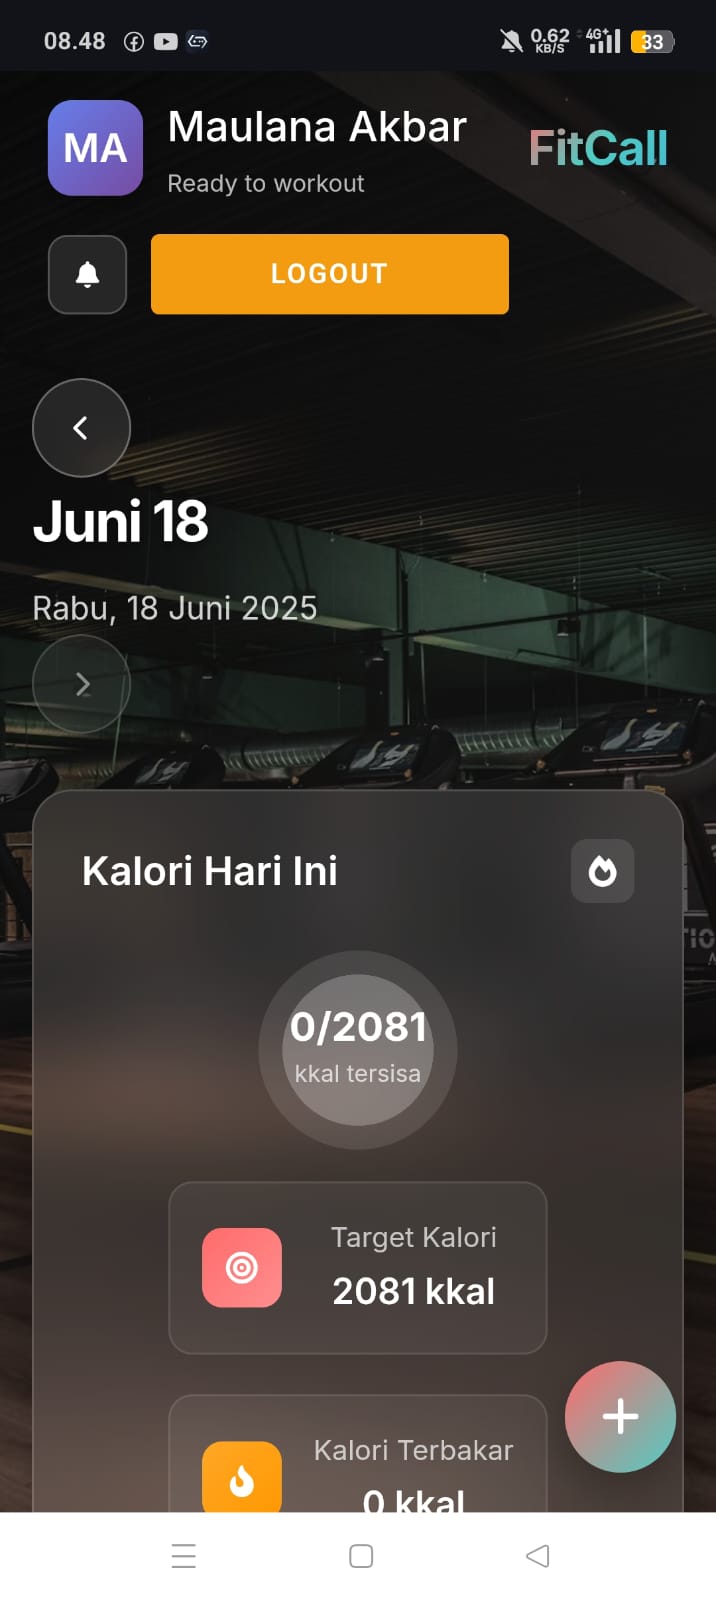 08.48
0.62
KB/S
4G+
33
MA
Maulana Akbar
Ready to workout
FitCall
LOGOUT
Juni 18
Rabu, 18 Juni 2025
Kalori Hari Ini
0/2081
kkal tersisa
Target Kalori
2081 kkal
Kalori Terbakar
0 kkal